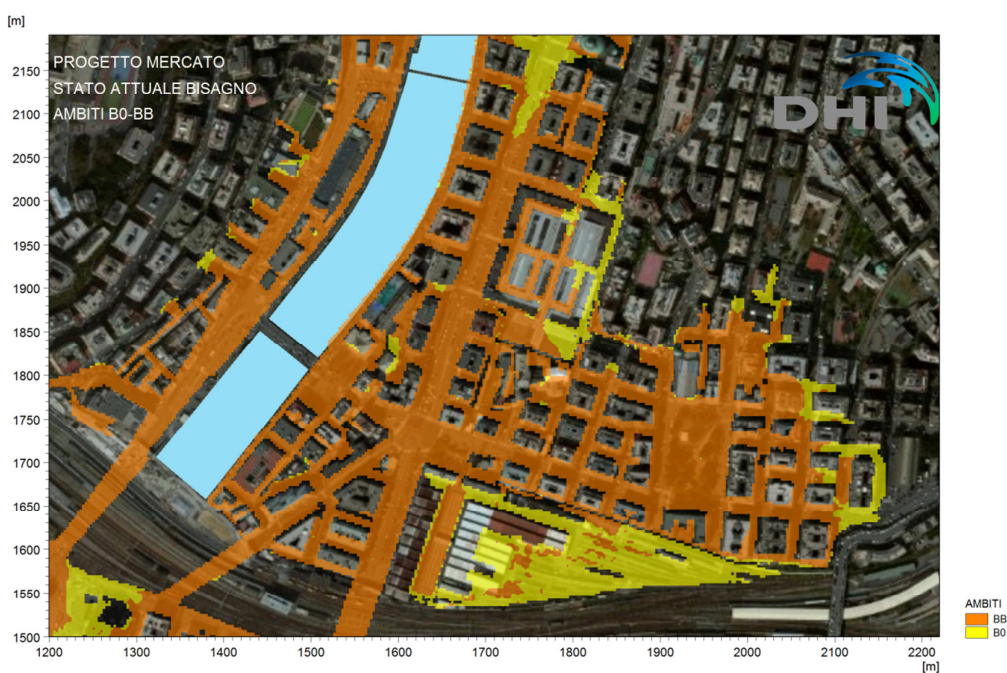 [m]
PROGETTO MERCATO
STATO ATTUALE BISAGNO
AMBITI B0-BB
DHI
2150
2100
2050
2000
1950
1900
1850
1800
1750
1700
1650
1600
1550
1500
1200 1300 1400 1500 1600 1700 1800 1900 2000 2100 2200
[m]
AMBITI
BB
B0